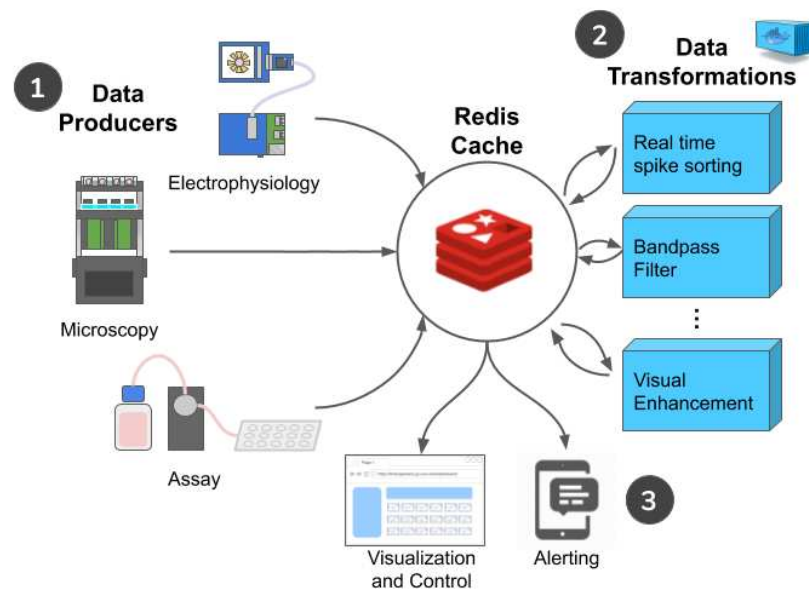 1
Data
Producers
Electrophysiology
Microscopy
Assay
Redis
Cache
2
Data
Transformations
Real time
spike sorting
Bandpass
Filter
...
Visual
Enhancement
Visualization
and Control
Alerting
3